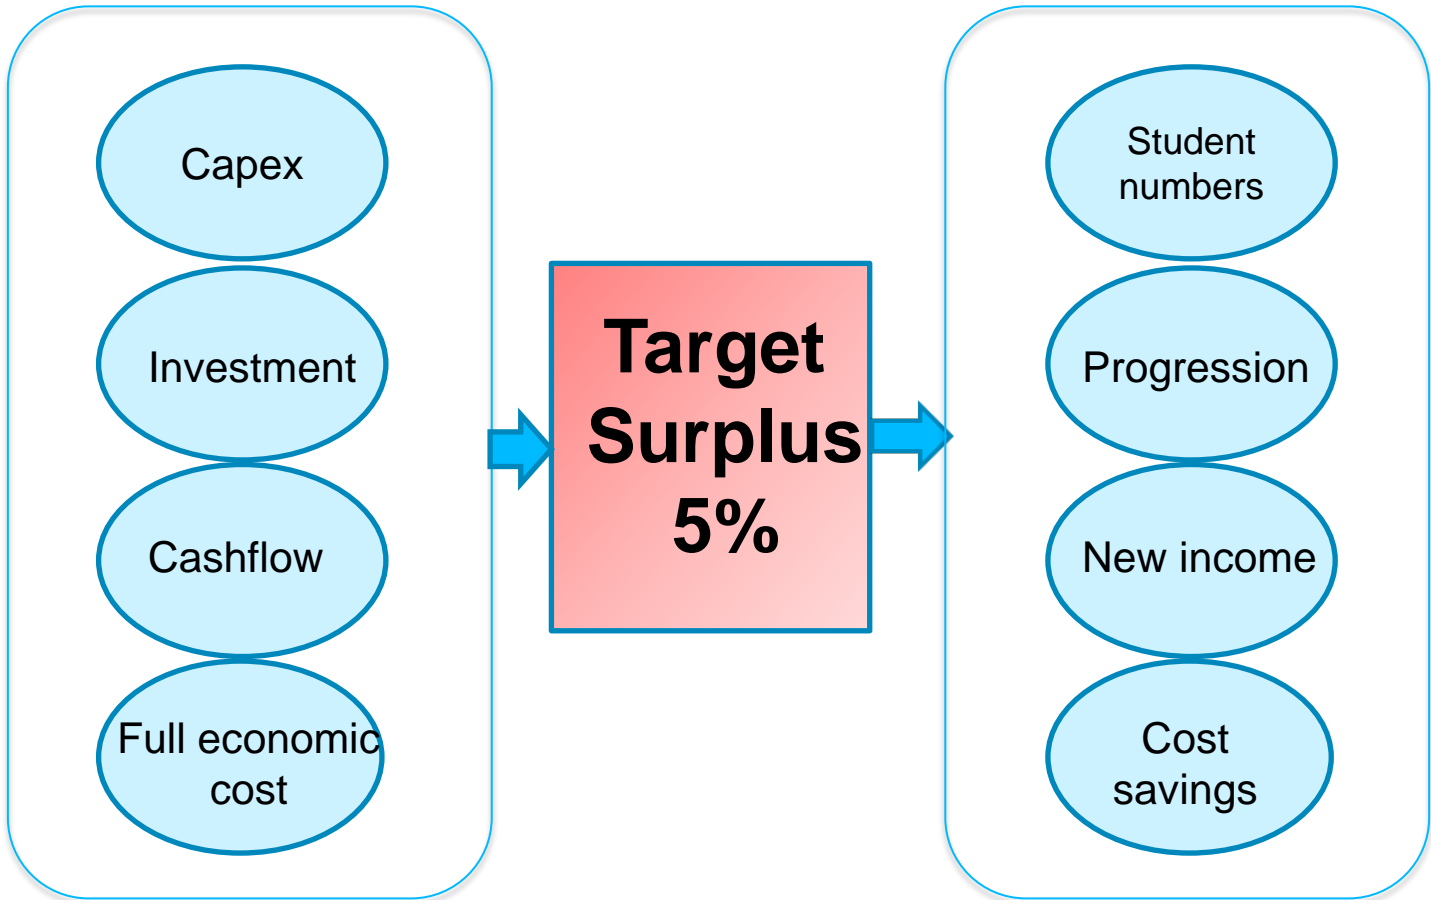 Capex
Investment
Cashflow
Full economic
cost
Target
Surplus
5%
Student
numbers
Progression
New income
Cost
savings